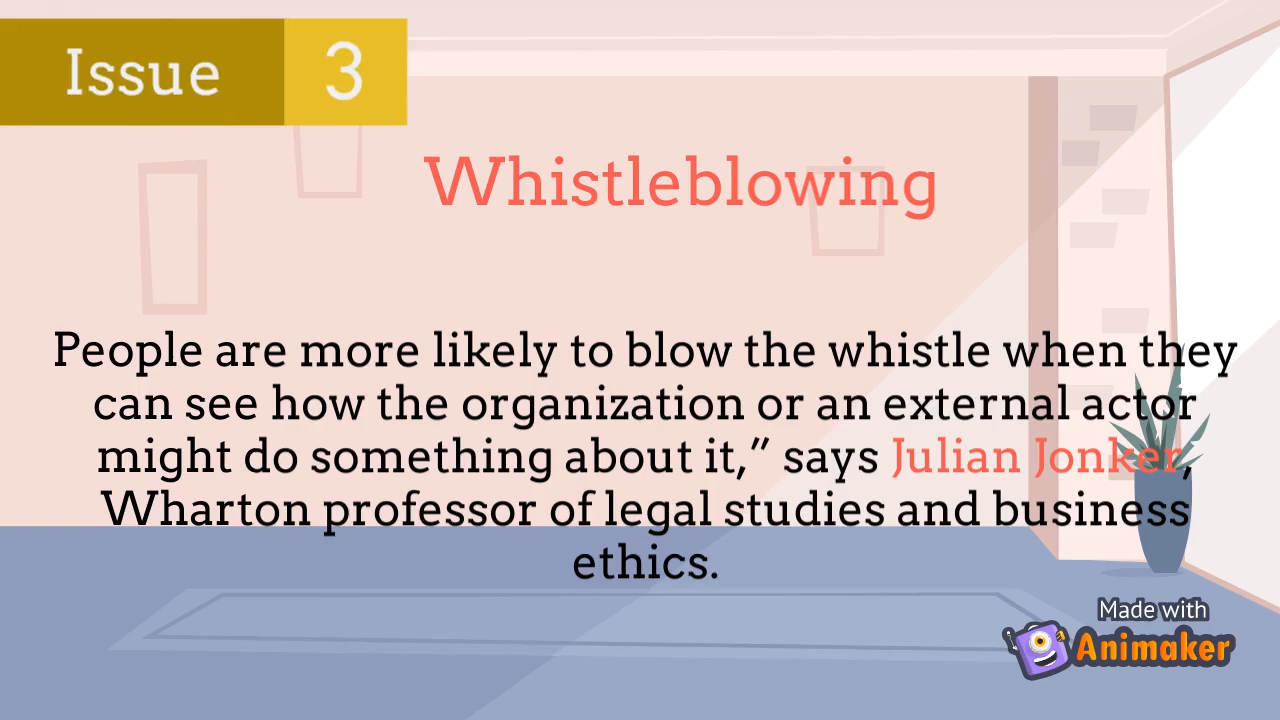 Issue 3
Whistleblowing
People are more likely to blow the whistle when they
can see how the organization or an external actor
might do something about it,” says Julian Jonker,
Wharton professor of legal studies and business
ethics.
Made with
Animaker